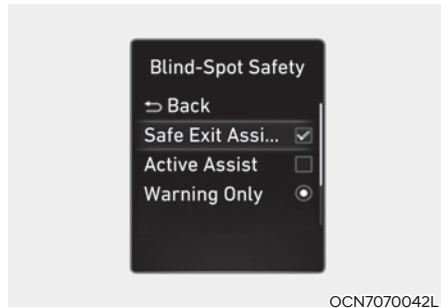 Blind-Spot Safety
Back
Safe Exit Assi...
Active Assist
Warning Only
OCN7070042L